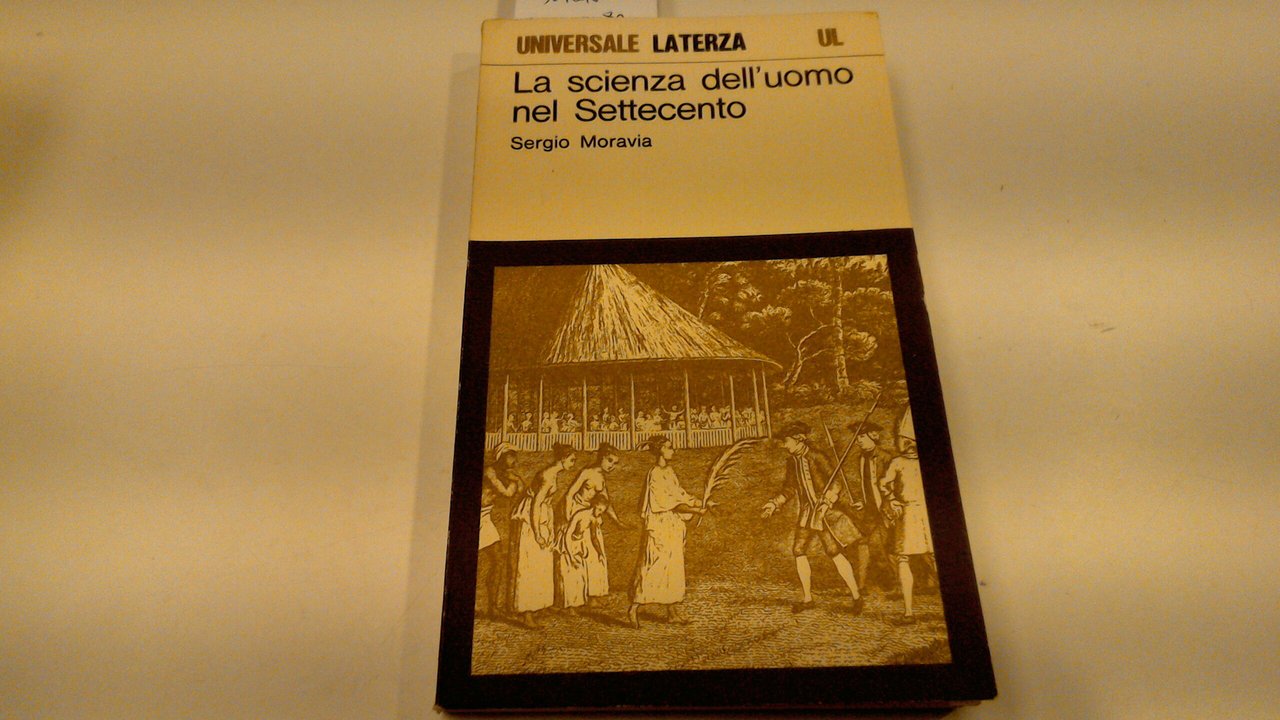 UNIVERSALE LATERZA UL
La scienza dell'uomo
nel Settecento
Sergio Moravia